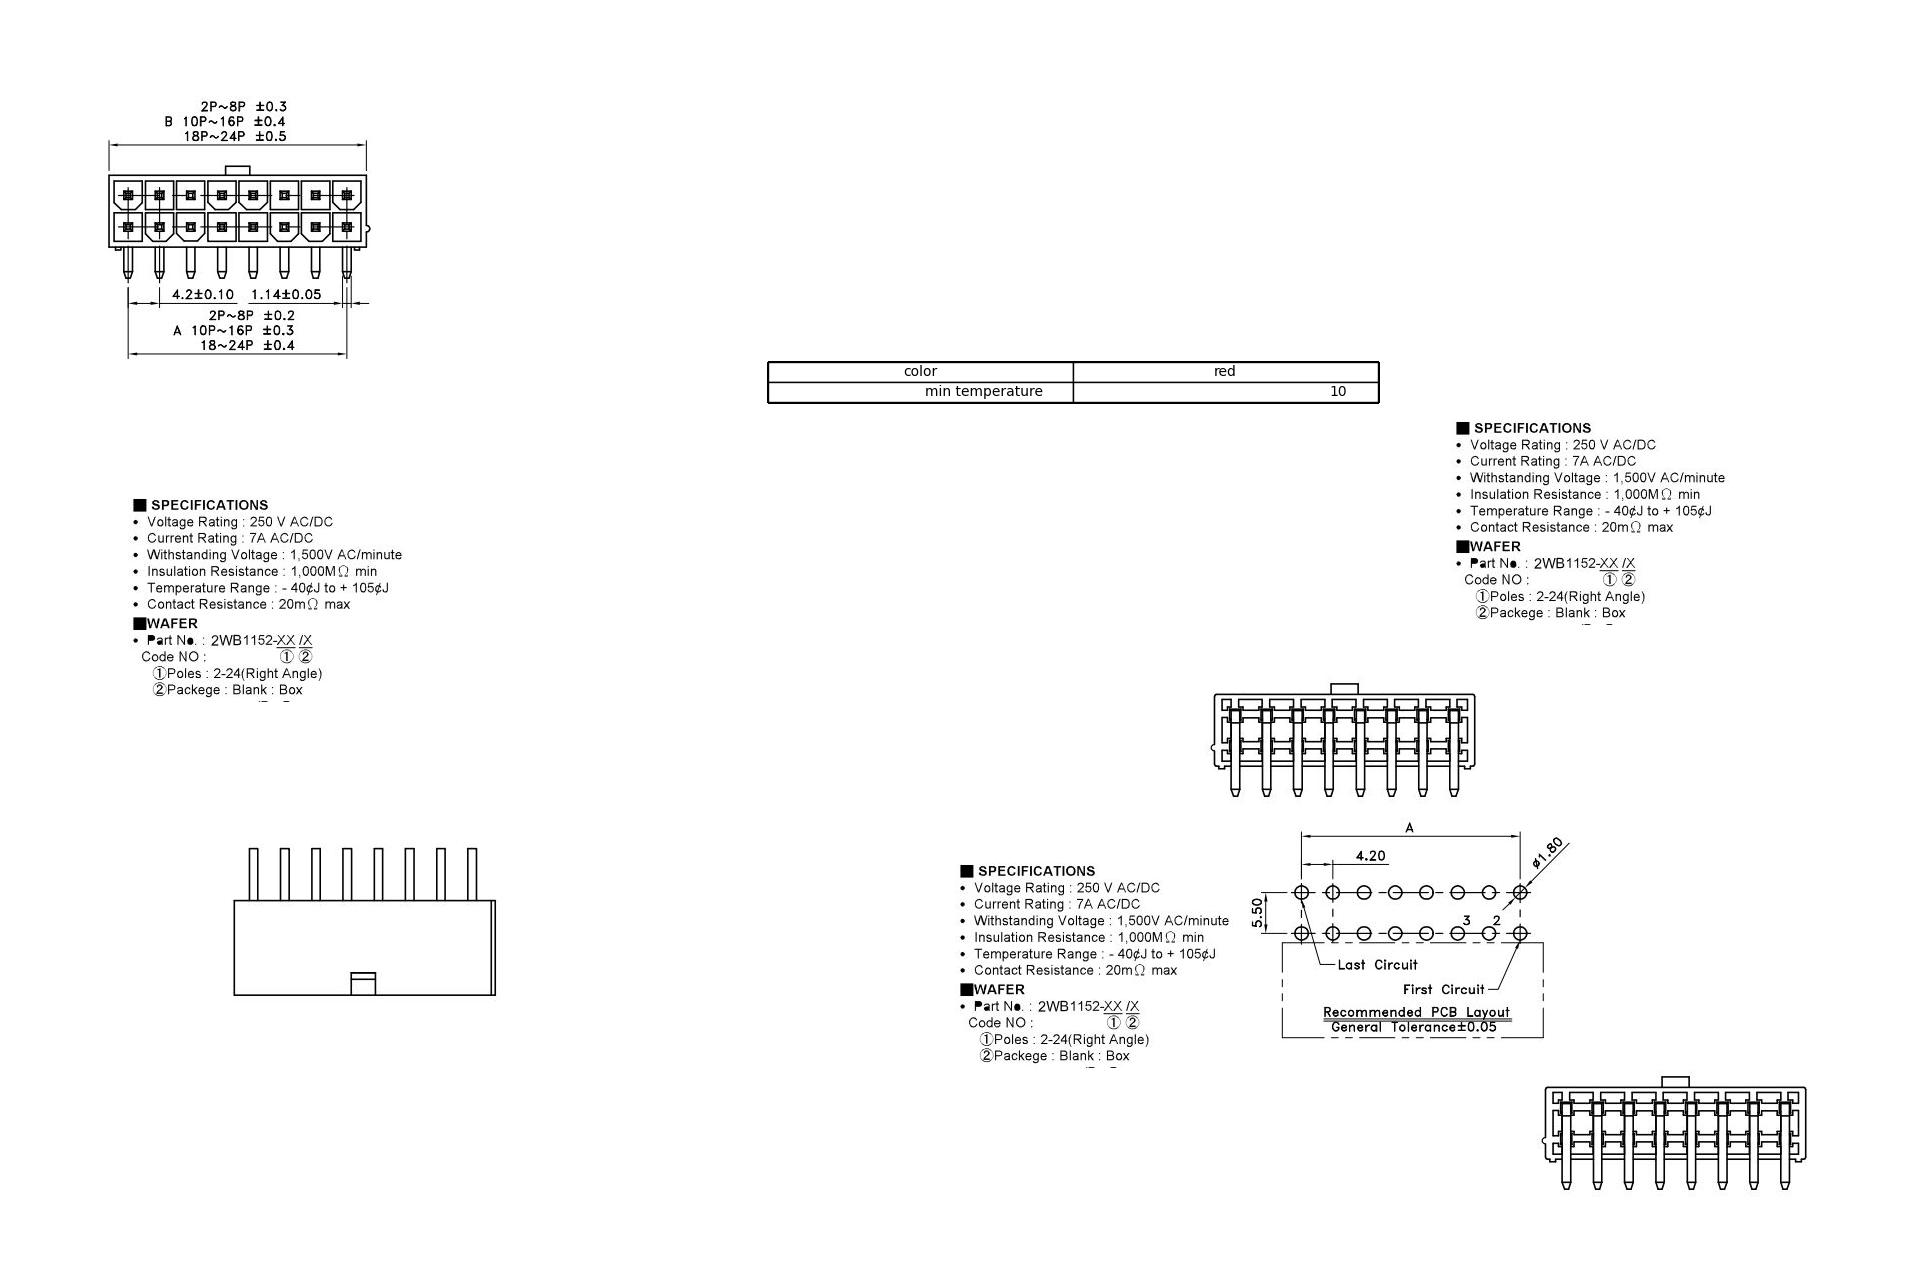 2P~8P ±0.3
B 10P~16P ±0.4
18P~24P ±0.5
4.2±0.10 1.14±0.05
2P~8P ±0.2
A 10P~16P ±0.3
18~24P ±0.4
color red
min temperature 10
■ SPECIFICATIONS
• Voltage Rating : 250 V AC/DC
• Current Rating : 7A AC/DC
• Withstanding Voltage : 1,500V AC/minute
• Insulation Resistance : 1,000MΩ min
• Temperature Range : - 40¢J to + 105¢J
• Contact Resistance : 20mΩ max
■WAFER
• Part No. : 2WB1152-XX /X
Code NO : ① ②
①Poles : 2-24(Right Angle)
②Packege : Blank : Box
■ SPECIFICATIONS
• Voltage Rating : 250 V AC/DC
• Current Rating : 7A AC/DC
• Withstanding Voltage : 1,500V AC/minute
• Insulation Resistance : 1,000MΩ min
• Temperature Range : - 40¢J to + 105¢J
• Contact Resistance : 20mΩ max
■WAFER
• Part No. : 2WB1152-XX /X
Code NO : ① ②
①Poles : 2-24(Right Angle)
②Packege : Blank : Box
■ SPECIFICATIONS
• Voltage Rating : 250 V AC/DC
• Current Rating : 7A AC/DC
• Withstanding Voltage : 1,500V AC/minute
• Insulation Resistance : 1,000MΩ min
• Temperature Range : - 40¢J to + 105¢J
• Contact Resistance : 20mΩ max
■WAFER
• Part No. : 2WB1152-XX /X
Code NO : ① ②
①Poles : 2-24(Right Angle)
②Packege : Blank : Box
A
4.20
ø1.80
5.50
3 2
Last Circuit
First Circuit
Recommended PCB Layout
General Tolerance±0.05